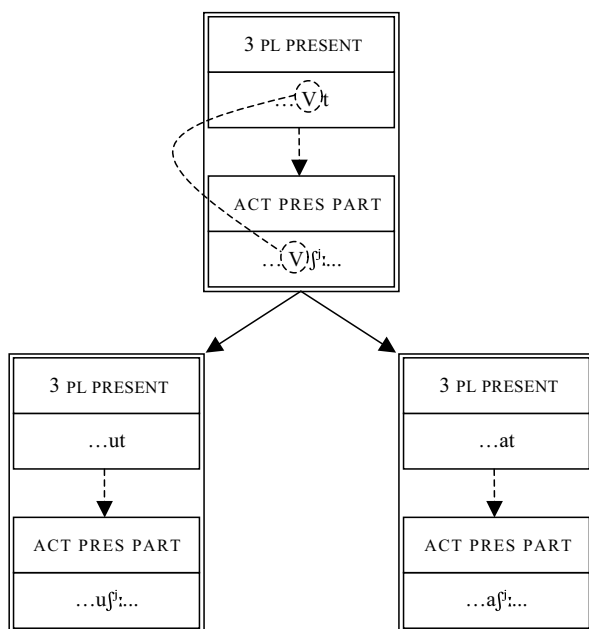 3 PL PRESENT
…Vt
ACT PRES PART
…Vʃʲː...
3 PL PRESENT
…ut
ACT PRES PART
…uʃʲː...
3 PL PRESENT
…at
ACT PRES PART
…aʃʲː...